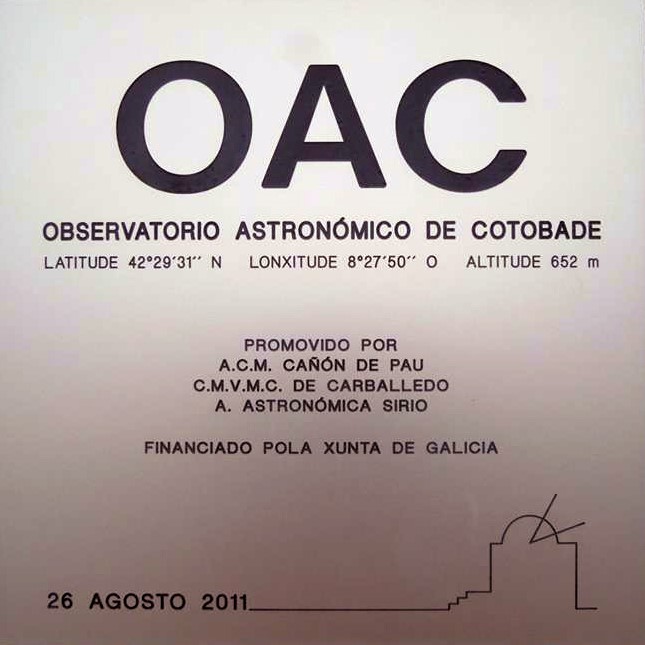 OAC
OBSERVATORIO ASTRONÓMICO DE COTOBADE
LATITUDE 42º29′31′′ N LONXITUDE 8º27′50′′ O ALTITUDE 652 m
PROMOVIDO POR
A.C.M. CAÑÓN DE PAU
C.M.V.M.C. DE CARBALLEDO
A. ASTRONÓMICA SIRIO
FINANCIADO POLA XUNTA DE GALICIA
26 AGOSTO 2011